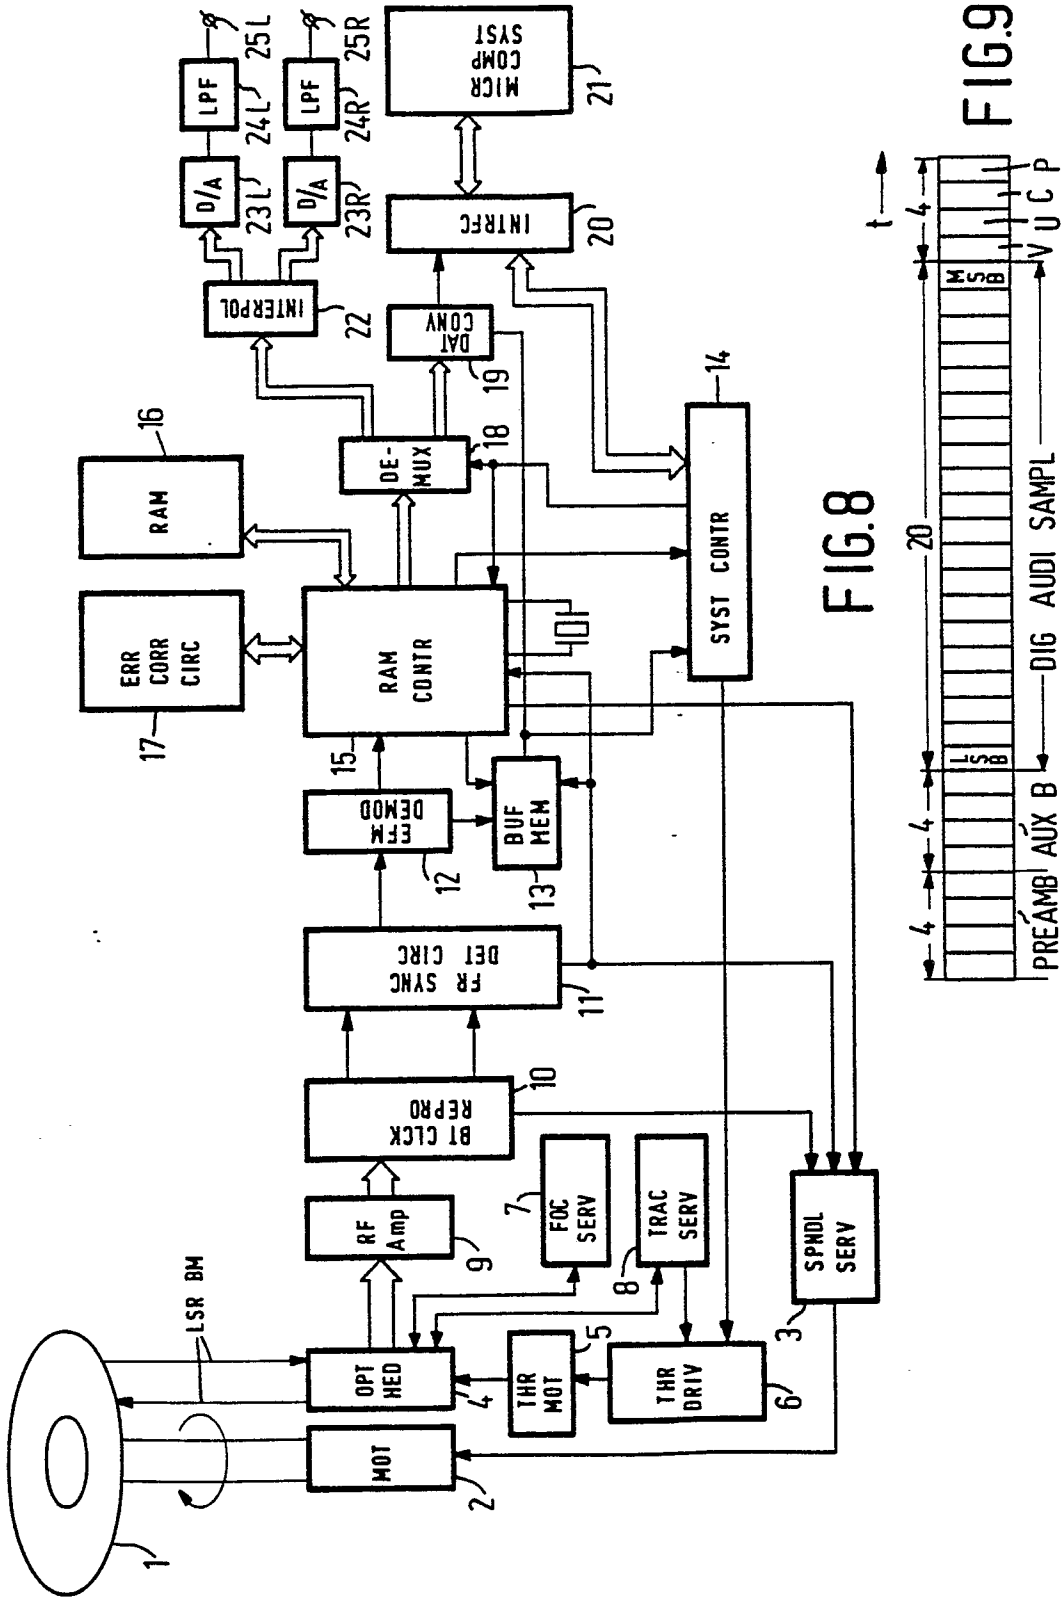 1
LSR BM
MOT
2
OPT
HED
4
THR
MOT
5
THR
DRIV
6
FOC
SERV
7
TRAC
SERV
8
SPNDL
SERV
3
RF
Amp
9
BT CLCK
REPRO
10
FR SYNC
DET CIRC
11
EFM
DEMOD
12
BUF
MEM
13
RAM
CONTR
15
ERR
CORR
CIRC
17
RAM
16
DE-
MUX
18
SYST CONTR
14
DAT
CONV
19
INTERPOL
22
D/A
23L
D/A
23R
LPF
24L
LPF
24R
25L
25R
INTRFC
20
MICR
COMP
SYST
21
FIG.8
t
4
4
20
4
LSB
MSB
PREAMB
AUX B
DIG AUDI SAMPL
V U C P
FIG.9